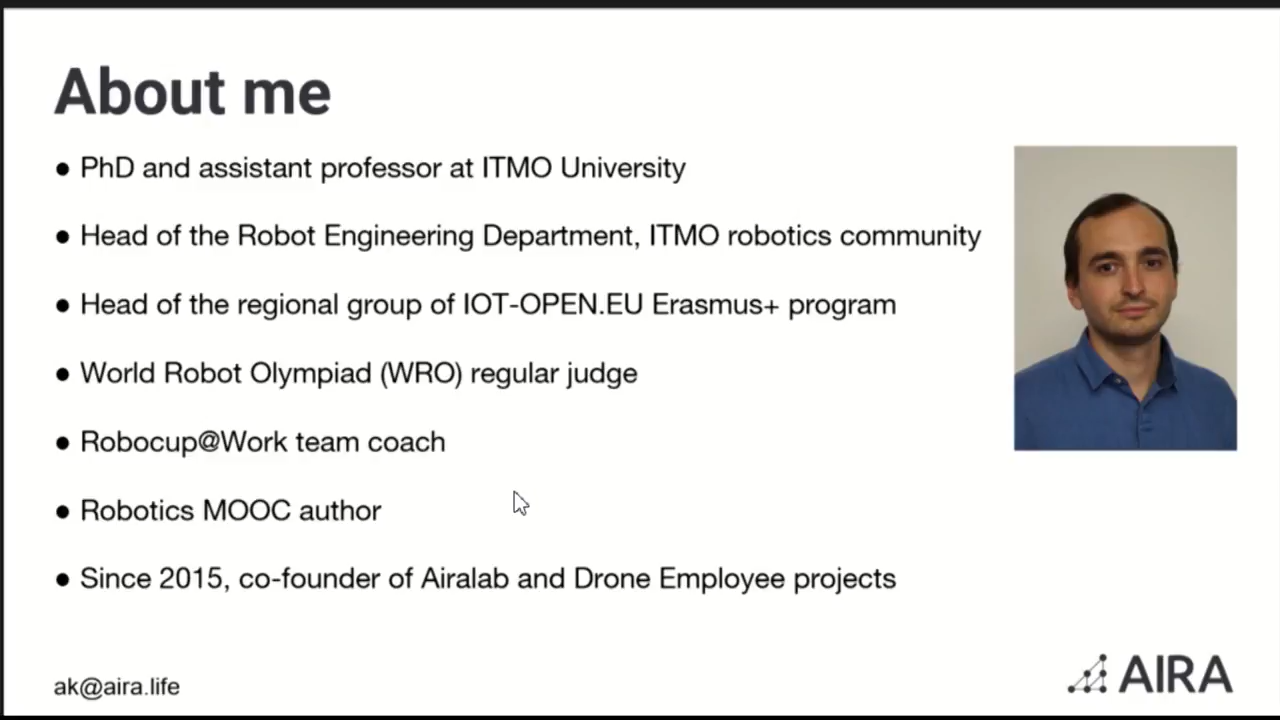 About me
● PhD and assistant professor at ITMO University
● Head of the Robot Engineering Department, ITMO robotics community
● Head of the regional group of IOT-OPEN.EU Erasmus+ program
● World Robot Olympiad (WRO) regular judge
● Robocup@Work team coach
● Robotics MOOC author
● Since 2015, co-founder of Airalab and Drone Employee projects
ak@aira.life
AIRA